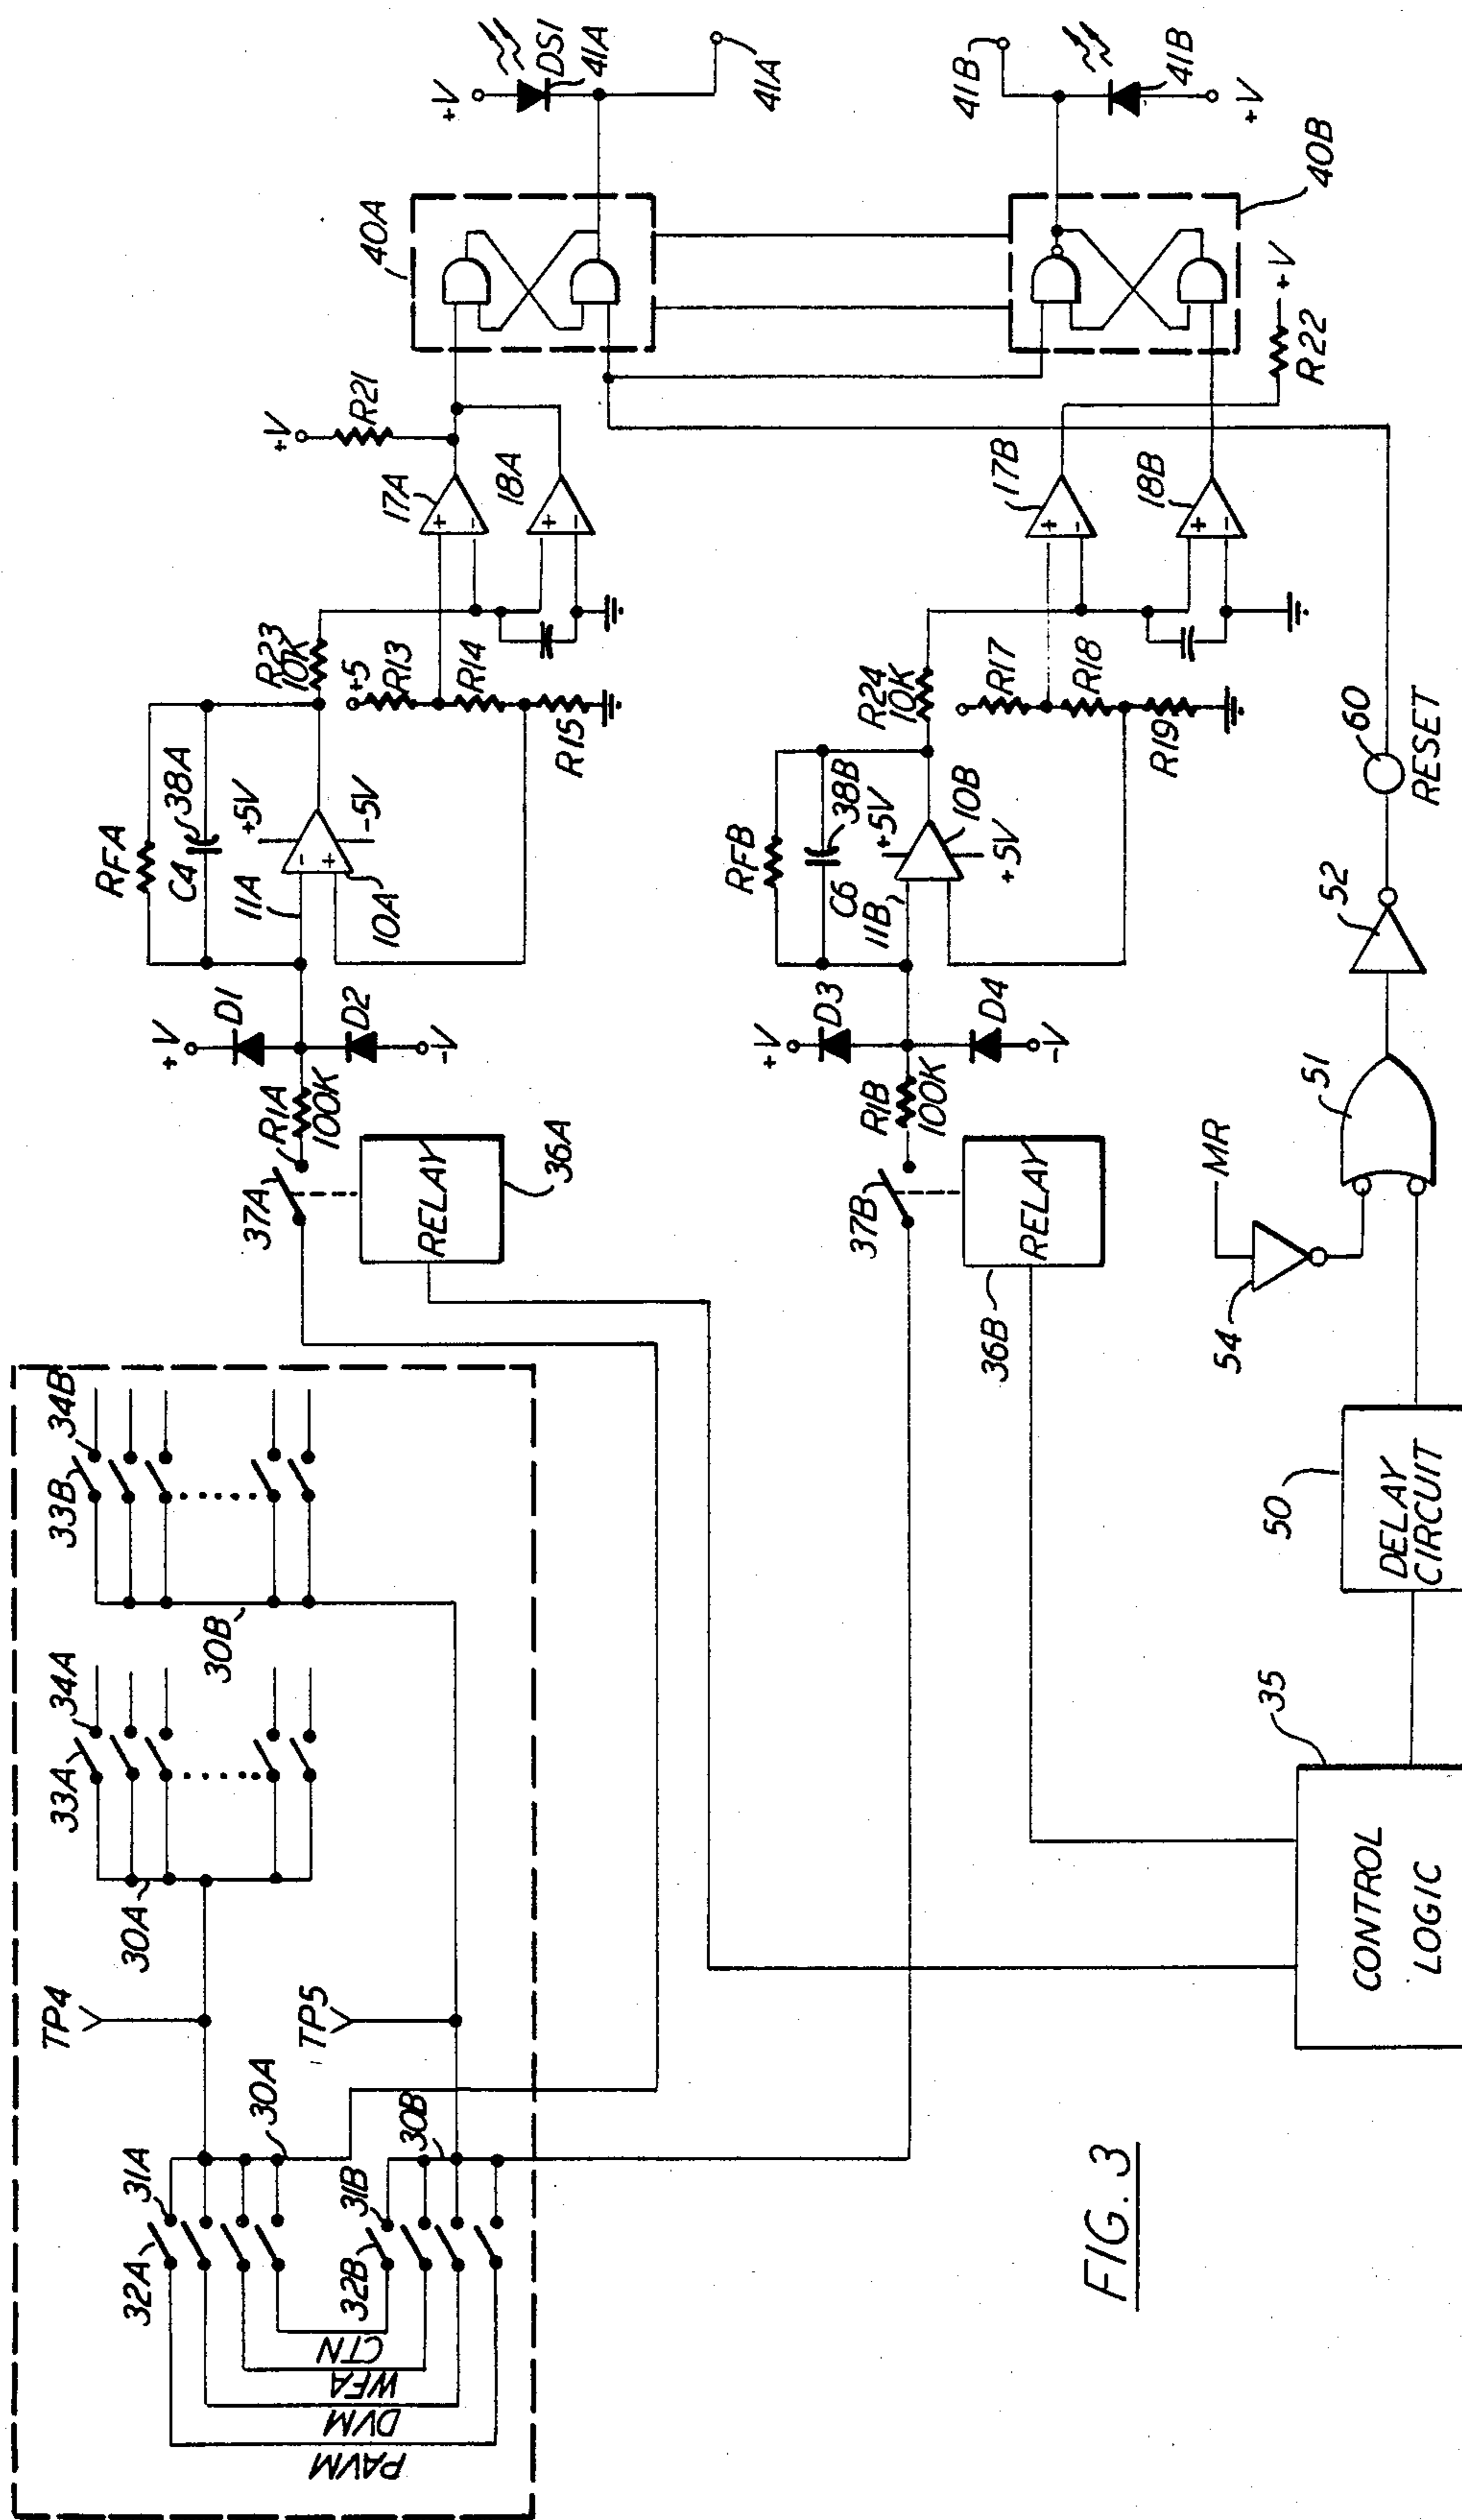 32A
31A
TP4
30A
33A
34A
33B
34B
30A
30B
TP5
32B
31B
30B
CTN
WFA
DVM
PAVM
37A
R1A
100K
RELAY
36A
+V
D1
D2
-V
RFA
C4
38A
11A
+5V
-5V
10A
R23
10K
+5
R13
R14
R15
17A
+
-
18A
+
-
+V
R21
40A
+V
DS1
41A
41A
37B
R1B
100K
RELAY
36B
+V
D3
D4
-V
RFB
C6
38B
11B
+5V
+5V
10B
R24
10K
R17
R18
R19
17B
+
-
18B
+
-
R22
+V
40B
41B
41B
+V
CONTROL
LOGIC
35
DELAY
CIRCUIT
50
54
MR
51
52
60
RESET
-
+
FIG. 3